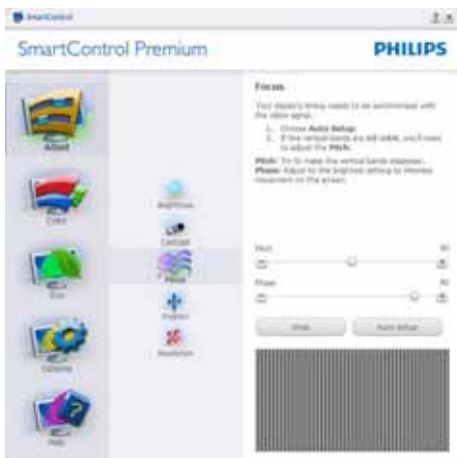 SmartControl
SmartControl Premium
PHILIPS
Adjust
Color
Eco
Options
Help
Brightness
Contrast
Focus
Position
Resolution
Focus
Your display's timing needs to be synchronized with
the video signal.
1. Choose Auto Setup
2. If the vertical bands are still visible, you'll need
to adjust the Pitch.
Pitch: Try to make the vertical bands disappear.
Phase: Adjust to the brightest setting to minimize
movement on the screen.
Pitch
50
Phase
Undo
Auto Setup